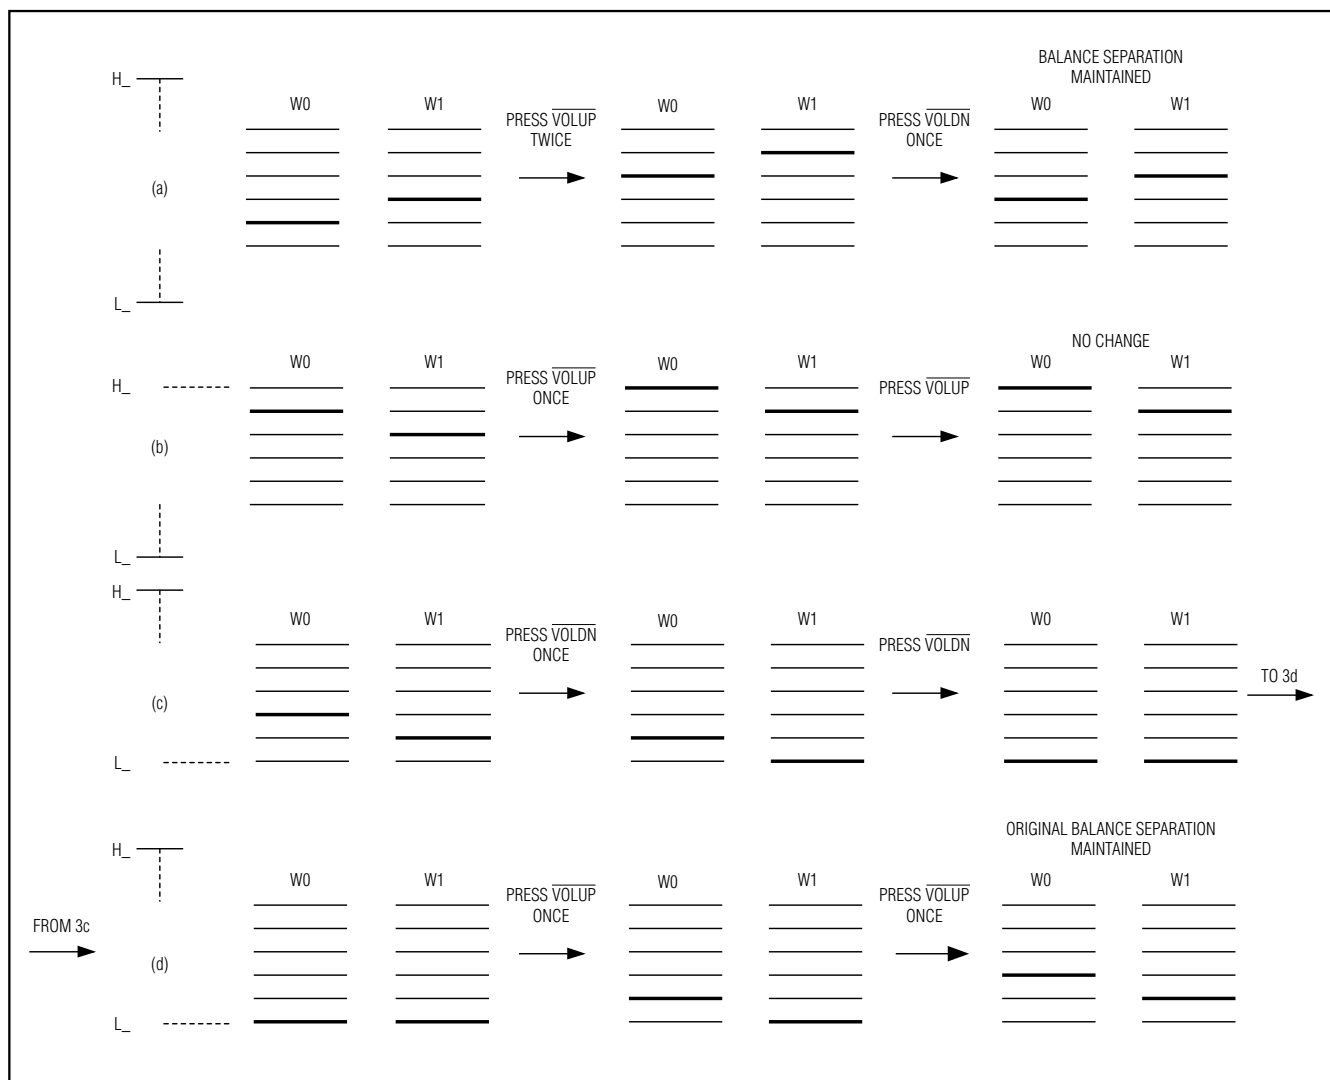 BALANCE SEPARATION
MAINTAINED
H_
W0 W1 W0 W1 W0 W1
PRESS VOLUP
TWICE
PRESS VOLDN
ONCE
(a)
L_
NO CHANGE
W0 W1 W0 W1 W0 W1
H_
PRESS VOLUP
ONCE
PRESS VOLUP
(b)
L_
H_
W0 W1 W0 W1 W0 W1
PRESS VOLDN
ONCE
PRESS VOLDN
TO 3d
(c)
L_
ORIGINAL BALANCE SEPARATION
MAINTAINED
H_
W0 W1 W0 W1 W0 W1
PRESS VOLUP
ONCE
PRESS VOLUP
ONCE
FROM 3c
(d)
L_